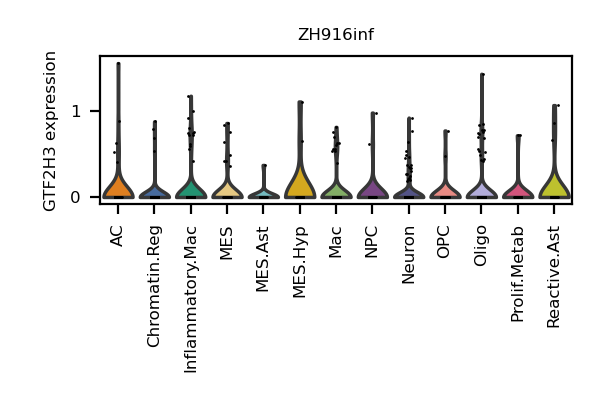 ZH916inf
GTF2H3 expression
1
0
AC
Chromatin.Reg
Inflammatory.Mac
MES
MES.Ast
MES.Hyp
Mac
NPC
Neuron
OPC
Oligo
Prolif.Metab
Reactive.Ast